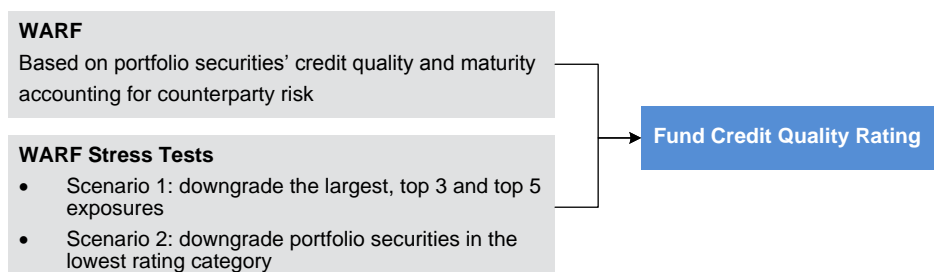 WARF
Based on portfolio securities’ credit quality and maturity
accounting for counterparty risk
Fund Credit Quality Rating
WARF Stress Tests
• Scenario 1: downgrade the largest, top 3 and top 5
exposures
• Scenario 2: downgrade portfolio securities in the
lowest rating category